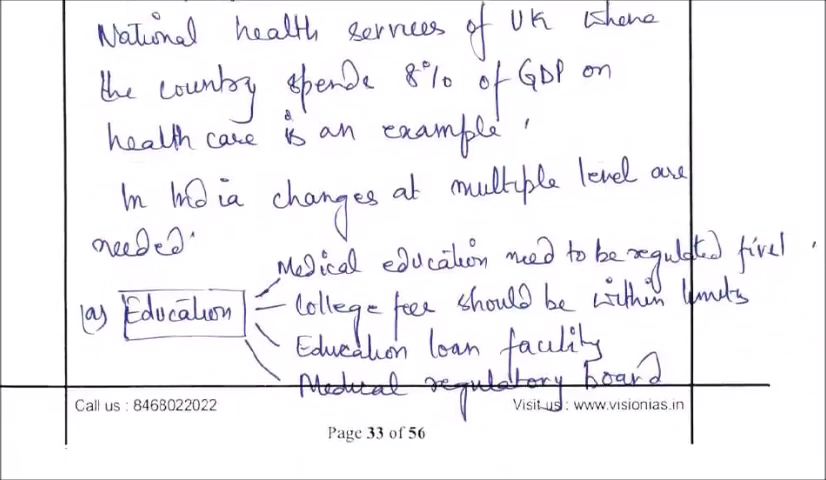 National health services of UK where
the country spends 8% of GDP on
health care is an example.
In India changes at multiple level are
needed.
Medical education need to be regulated first.
(a) Education
College fee should be within limits
Education loan facility
Medical regulatory board
Call us : 8468022022
Visit us : www.visionias.in
Page 33 of 56